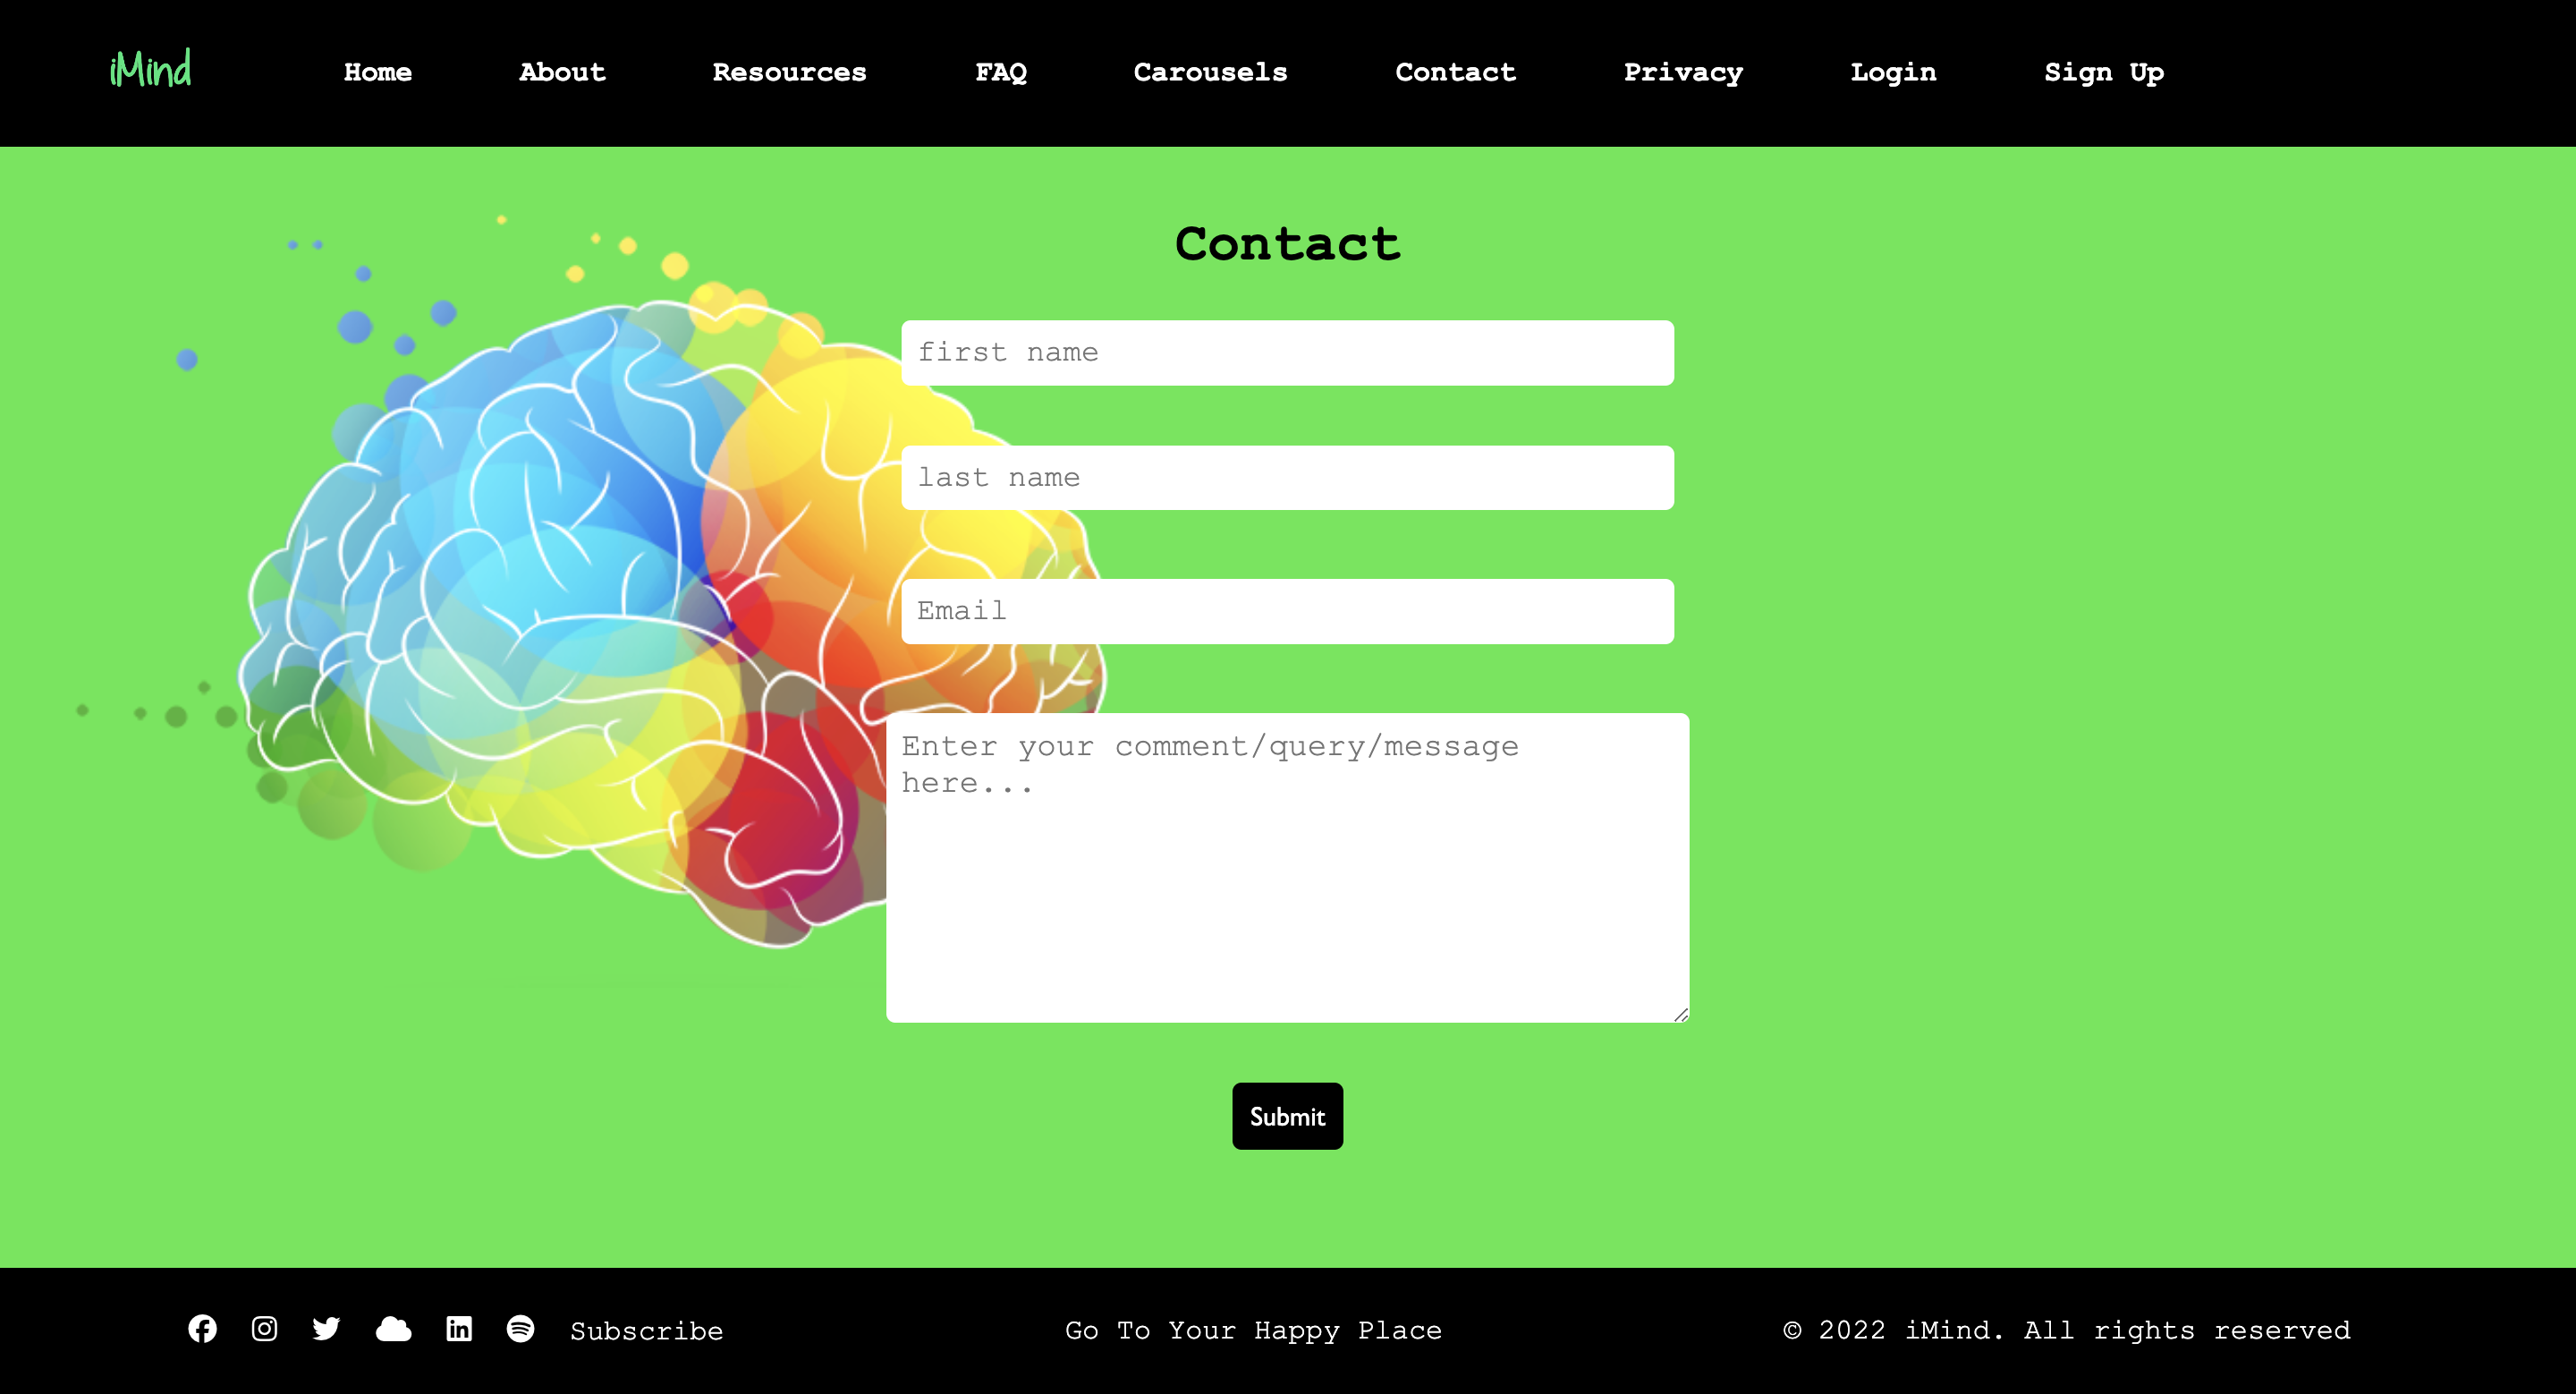 iMind
Home About Resources FAQ Carousels Contact Privacy Login Sign Up
Contact
first name
last name
Email
Enter your comment/query/message
here...
Submit
Subscribe
Go To Your Happy Place
© 2022 iMind. All rights reserved